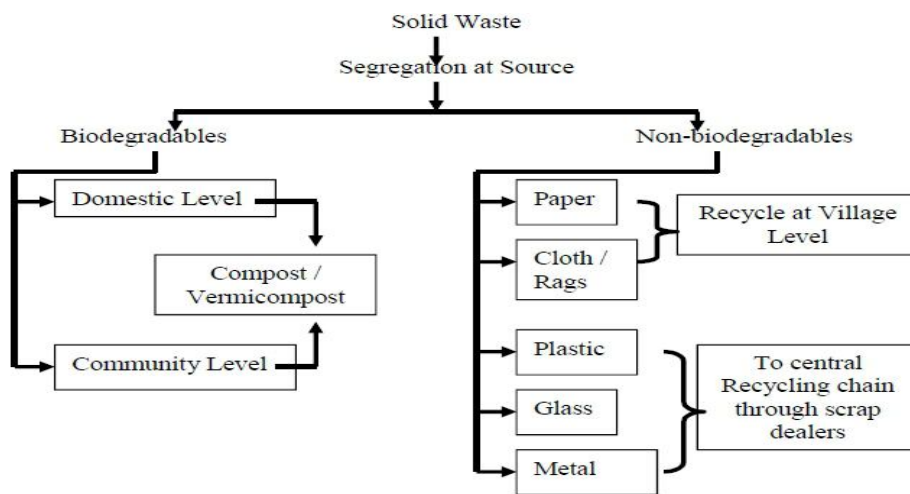 Solid Waste
Segregation at Source
Biodegradables
Non-biodegradables
Domestic Level
Compost /
Vermicompost
Community Level
Paper
Cloth /
Rags
Recycle at Village
Level
Plastic
Glass
Metal
To central
Recycling chain
through scrap
dealers